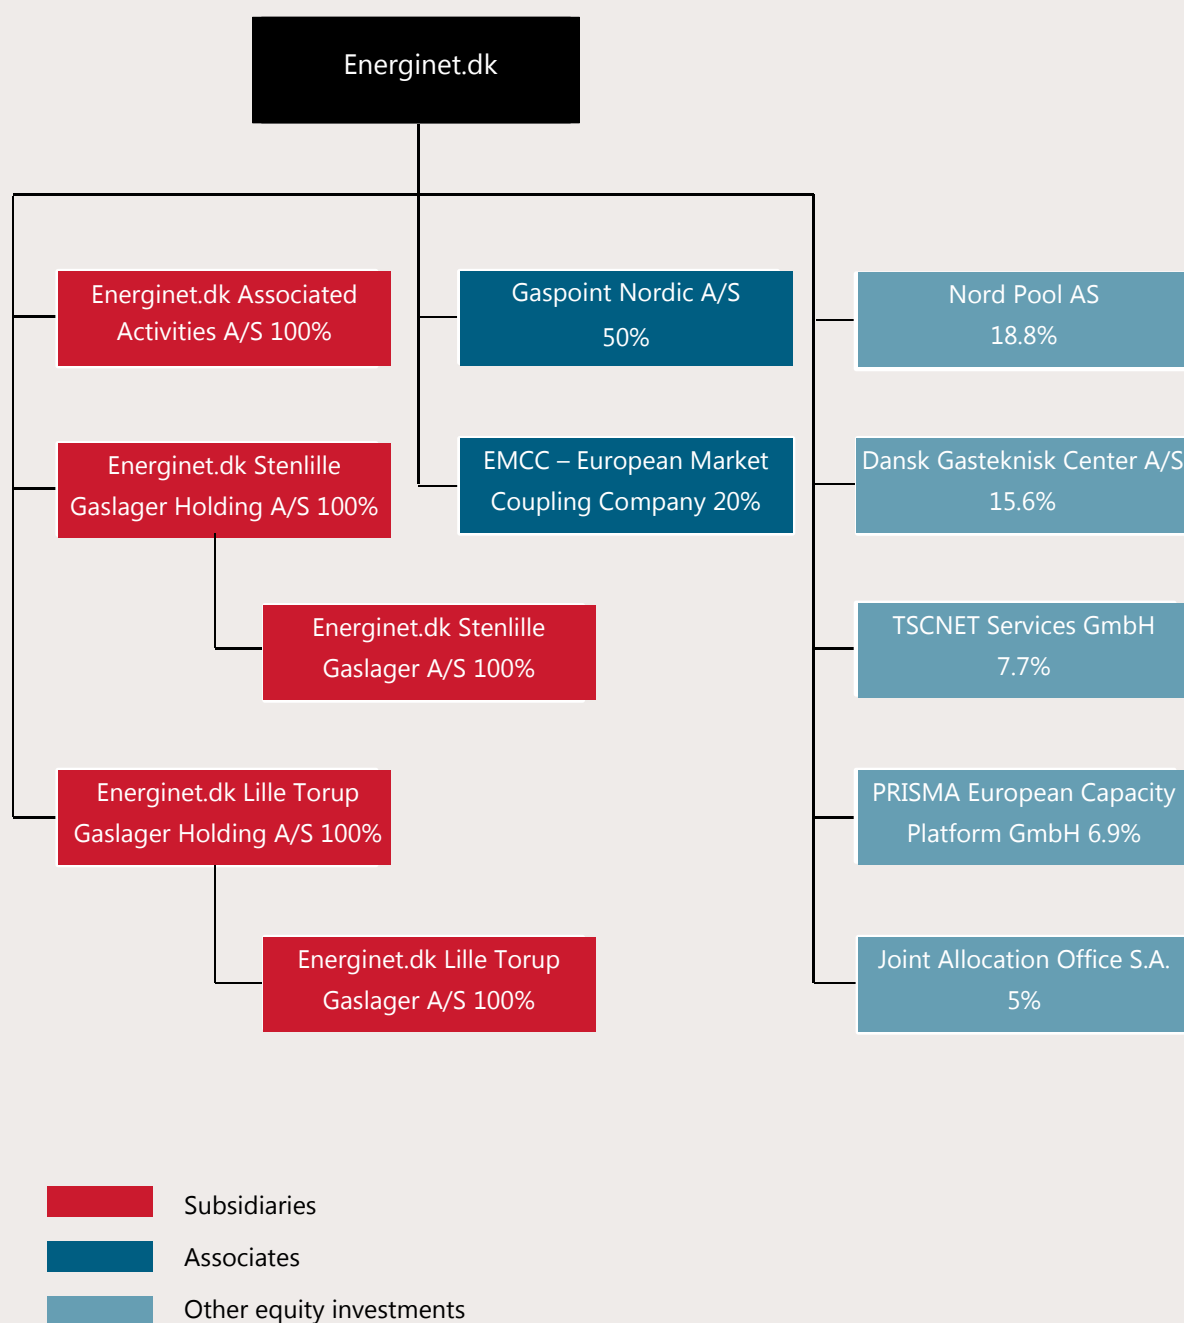 Energinet.dk
Energinet.dk Associated
Activities A/S 100%
Gaspoint Nordic A/S
50%
Nord Pool AS
18.8%
Energinet.dk Stenlille
Gaslager Holding A/S 100%
EMCC – European Market
Coupling Company 20%
Dansk Gasteknisk Center A/S
15.6%
Energinet.dk Stenlille
Gaslager A/S 100%
TSCNET Services GmbH
7.7%
Energinet.dk Lille Torup
Gaslager Holding A/S 100%
PRISMA European Capacity
Platform GmbH 6.9%
Energinet.dk Lille Torup
Gaslager A/S 100%
Joint Allocation Office S.A.
5%
Subsidiaries
Associates
Other equity investments